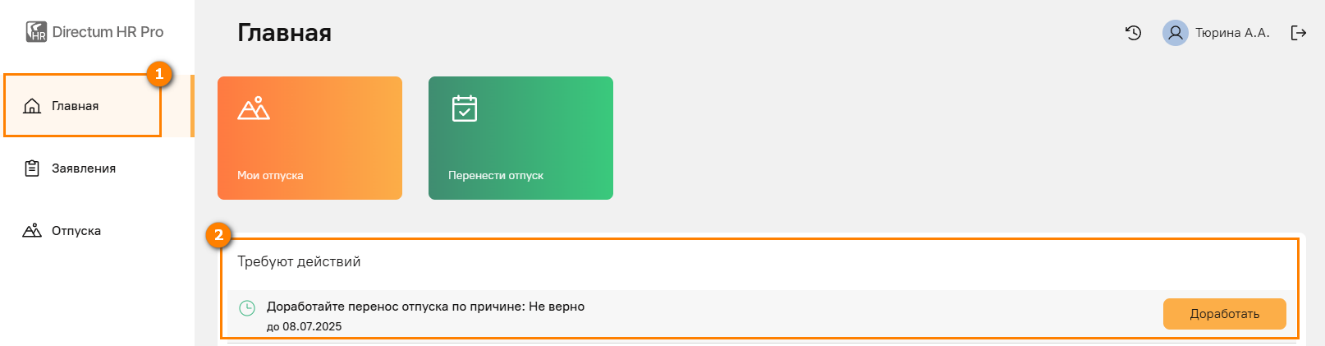 HR Directum HR Pro
Главная
Тюрина А.А.
1
Главная
Заявления
Отпуска
Мои отпуска
Перенести отпуск
2
Требуют действий
Доработайте перенос отпуска по причине: Не верно
до 08.07.2025
Доработать